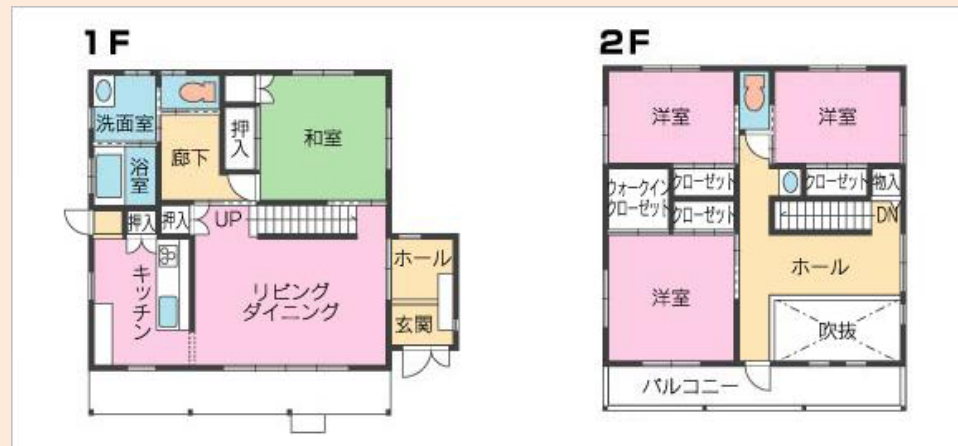 1F
洗面室
浴室
廊下
押入
和室
押入
押入
UP
キッチン
リビング
ダイニング
ホール
玄関
2F
洋室
洋室
ウォークイン
クローゼット
クローゼット
クローゼット
クローゼット
物入
DN
洋室
ホール
吹抜
バルコニー